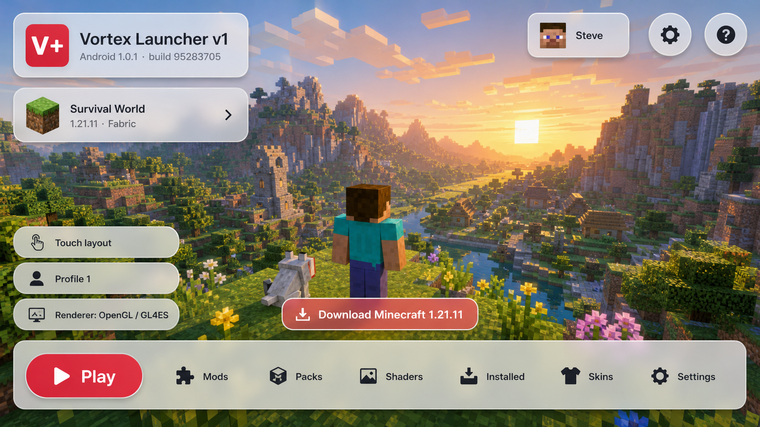 V+
Vortex Launcher v1
Android 1.0.1 · build 95283705
Steve
?
Survival World
1.21.11 · Fabric
Touch layout
Profile 1
Renderer: OpenGL / GL4ES
Download Minecraft 1.21.11
Play
Mods
Packs
Shaders
Installed
Skins
Settings